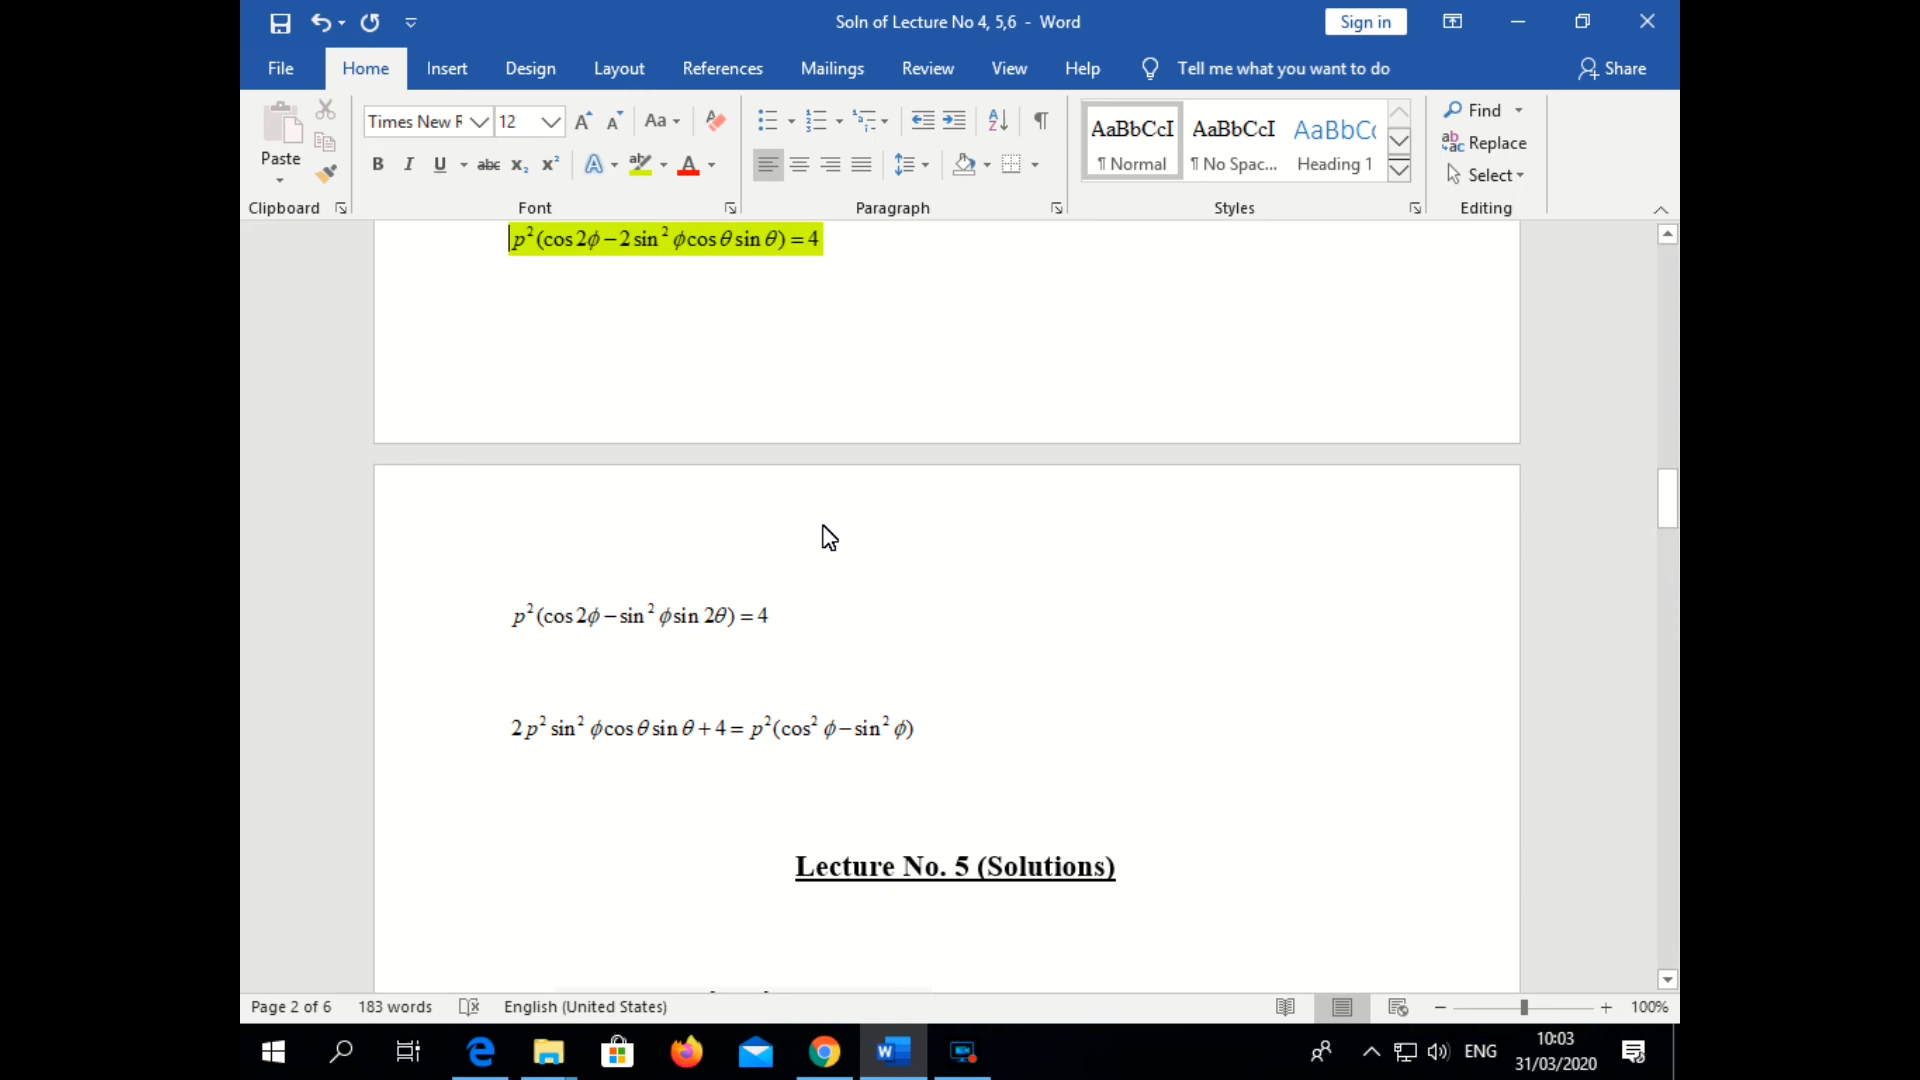 Soln of Lecture No 4, 5,6 - Word
Sign in
File Home Insert Design Layout References Mailings Review View Help Tell me what you want to do Share
Paste
Clipboard
Times New F 12 Aa
B I U abc x₂ x² A A
Font
Paragraph
AaBbCcI AaBbCcI AaBbCc
¶ Normal ¶ No Spac... Heading 1
Styles
Find
Replace
Select
Editing
p²(cos 2ϕ − 2 sin² ϕ cos θ sin θ) = 4
p²(cos 2ϕ − sin² ϕ sin 2θ) = 4
2 p² sin² ϕ cos θ sin θ + 4 = p²(cos² ϕ − sin² ϕ)
Lecture No. 5 (Solutions)
Page 2 of 6 183 words English (United States) 100%
ENG
10:03
31/03/2020